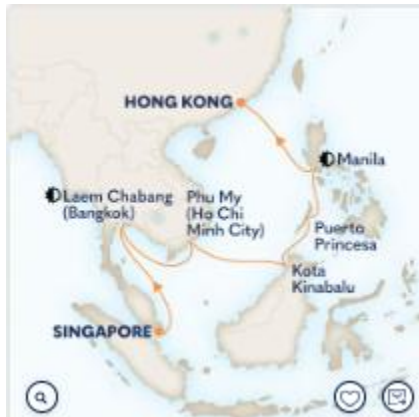 HONG KONG
Manila
Laem Chabang
(Bangkok)
Phu My
(Ho Chi
Minh City)
Puerto
Princesa
Kota
Kinabalu
SINGAPORE